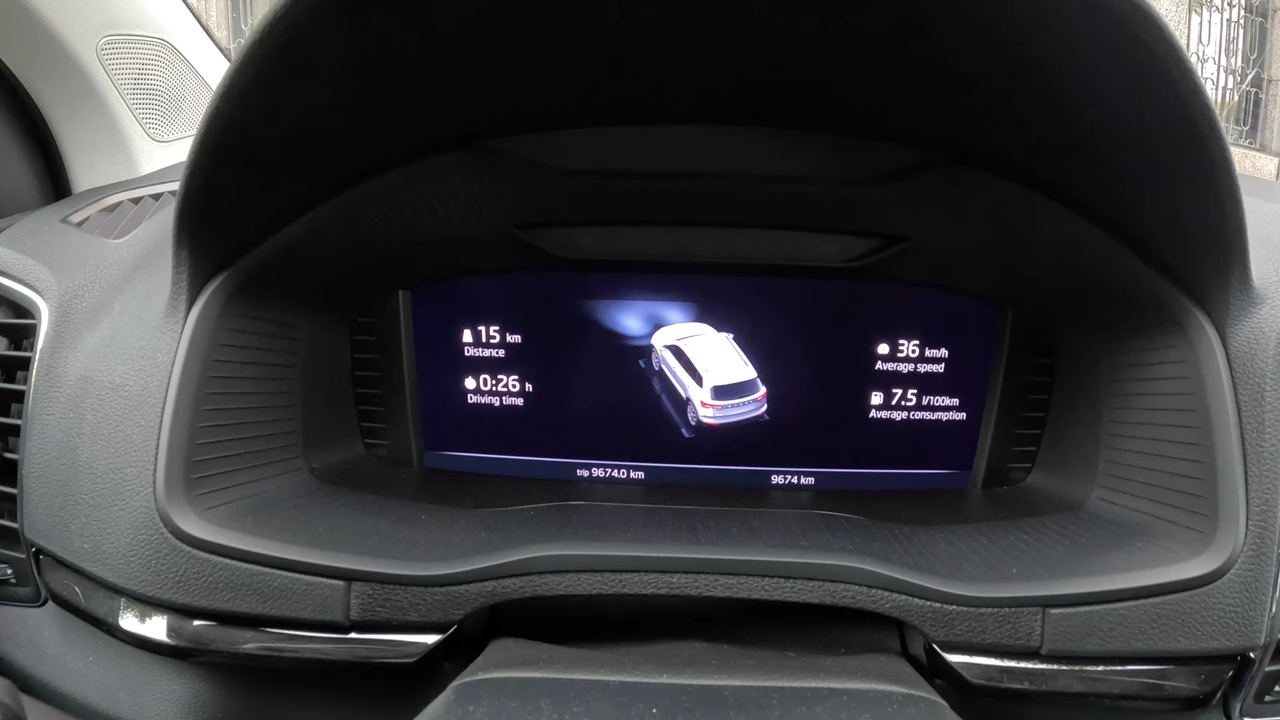 15 km
Distance
0:26 h
Driving time
36 km/h
Average speed
7.5 l/100km
Average consumption
trip 9674.0 km
9674 km